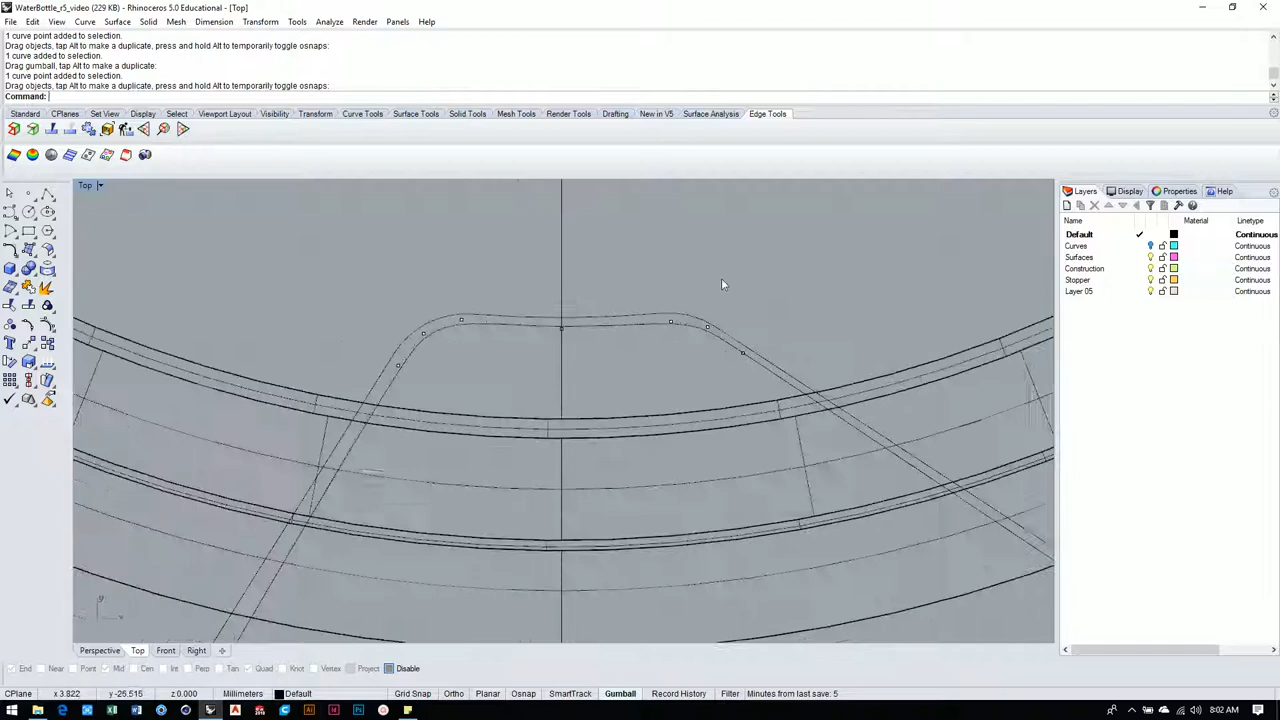 WaterBottle_r5_video (229 KB) - Rhinoceros 5.0 Educational - [Top]
File Edit View Curve Surface Solid Mesh Dimension Transform Tools Analyze Render Panels Help
1 curve point added to selection.
Drag objects, tap Alt to make a duplicate, press and hold Alt to temporarily toggle osnaps:
1 curve added to selection.
Drag gumball, tap Alt to make a duplicate:
1 curve point added to selection.
Drag objects, tap Alt to make a duplicate, press and hold Alt to temporarily toggle osnaps:
Command:
Standard CPlanes Set View Display Select Viewport Layout Visibility Transform Curve Tools Surface Tools Solid Tools Mesh Tools Render Tools Drafting New in V5 Surface Analysis Edge Tools
Top
Layers Display Properties Help
Name Material Linetype
Default Continuous
Curves Continuous
Surfaces Continuous
Construction Continuous
Stopper Continuous
Layer 05 Continuous
y
x
Perspective Top Front Right
End Near Point Mid Cen Int Perp Tan Quad Knot Vertex Project Disable
CPlane x 3.822 y -26.515 z 0.000 Millimeters Default Grid Snap Ortho Planar Osnap SmartTrack Gumball Record History Filter Minutes from last save: 5
8:02 AM